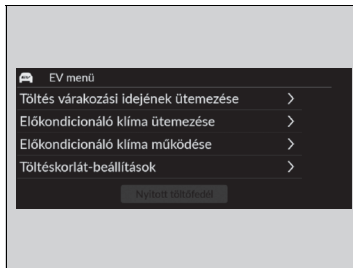 EV menü
Töltés várakozási idejének ütemezése
Előkondicionáló klíma ütemezése
Előkondicionáló klíma működése
Töltéskorlát-beállítások
Nyitott töltőfedél